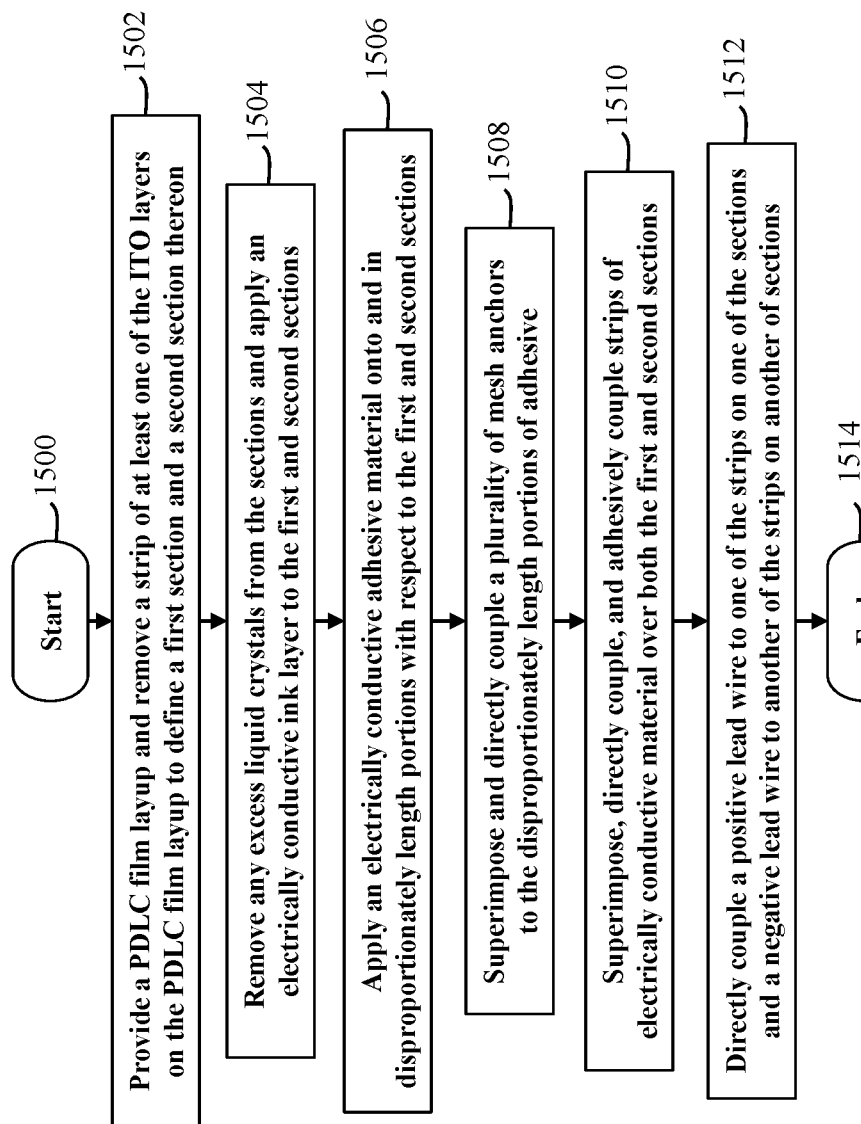 Start
1500
Provide a PDLC film layup and remove a strip of at least one of the ITO layers
on the PDLC film layup to define a first section and a second section thereon
1502
Remove any excess liquid crystals from the sections and apply an
electrically conductive ink layer to the first and second sections
1504
Apply an electrically conductive adhesive material onto and in
disproportionately length portions with respect to the first and second sections
1506
Superimpose and directly couple a plurality of mesh anchors
to the disproportionately length portions of adhesive
1508
Superimpose, directly couple, and adhesively couple strips of
electrically conductive material over both the first and second sections
1510
Directly couple a positive lead wire to one of the strips on one of the sections
and a negative lead wire to another of the strips on another of sections
1512
1514